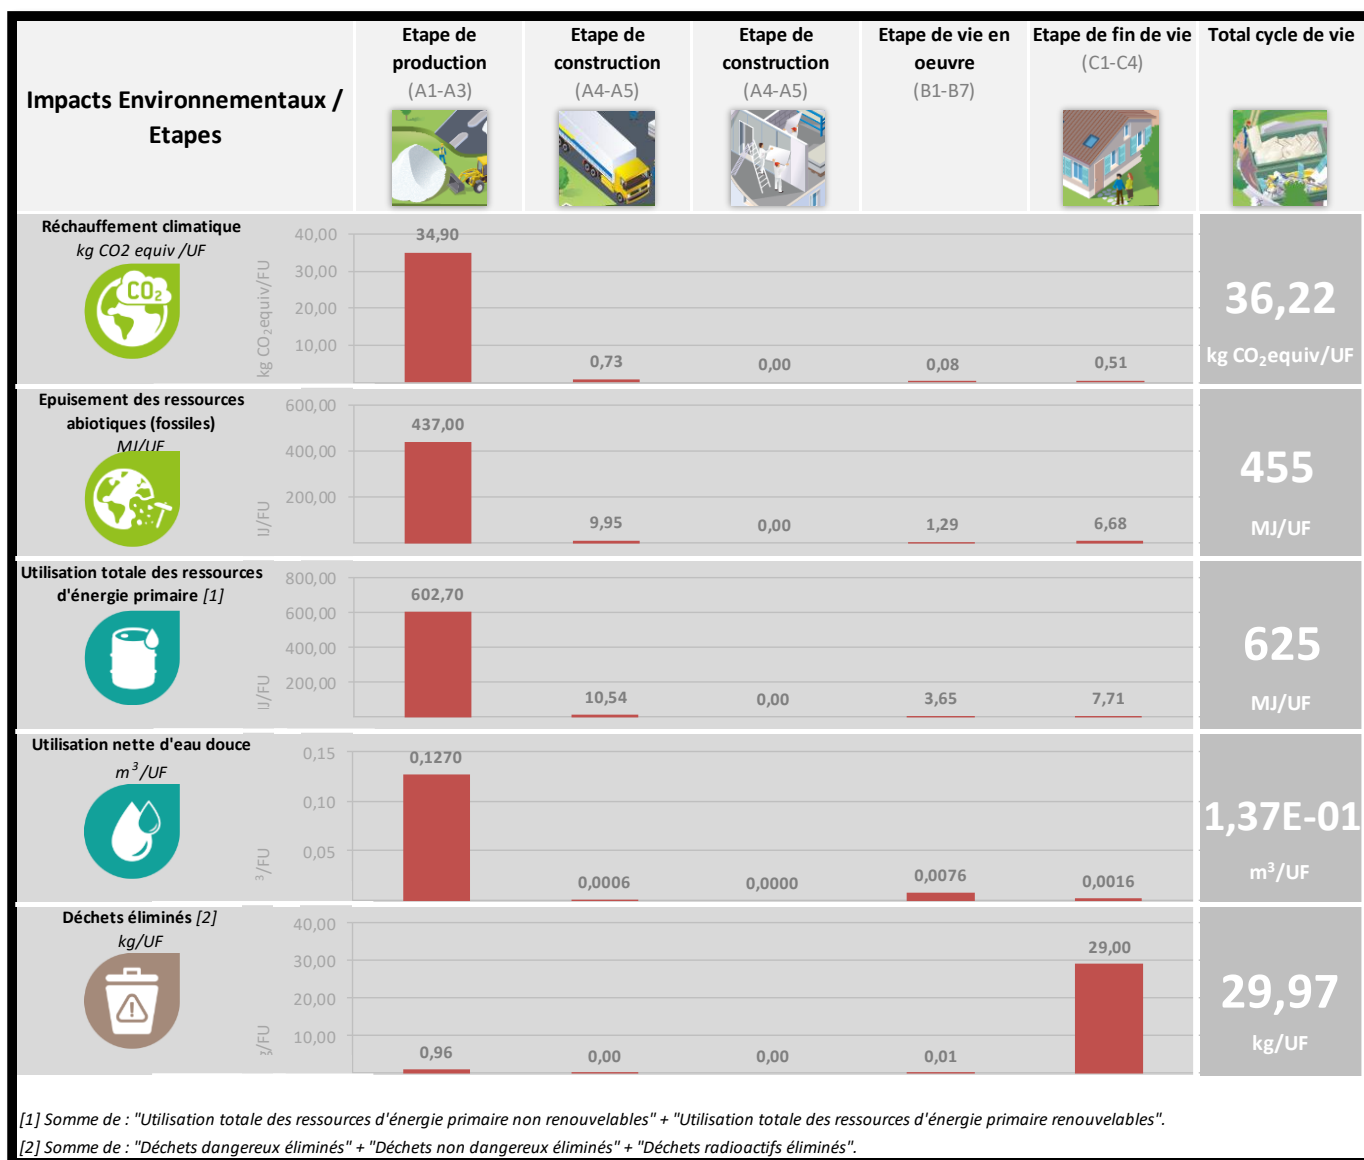 Impacts Environnementaux /
Etapes
Etape de
production
(A1-A3)
Etape de
construction
(A4-A5)
Etape de
construction
(A4-A5)
Etape de vie en
oeuvre
(B1-B7)
Etape de fin de vie
(C1-C4)
Total cycle de vie
Réchauffement climatique
kg CO2 equiv /UF
CO₂
kg CO₂equiv/FU
40,00
30,00
20,00
10,00
34,90
0,73
0,00
0,08
0,51
36,22
kg CO₂equiv/UF
Epuisement des ressources
abiotiques (fossiles)
MJ/UF
/FU
600,00
400,00
200,00
437,00
9,95
0,00
1,29
6,68
455
MJ/UF
Utilisation totale des ressources
d'énergie primaire [1]
/FU
800,00
600,00
400,00
200,00
602,70
10,54
0,00
3,65
7,71
625
MJ/UF
Utilisation nette d'eau douce
m³/UF
³/FU
0,15
0,10
0,05
0,1270
0,0006
0,0000
0,0076
0,0016
1,37E-01
m³/UF
Déchets éliminés [2]
kg/UF
/FU
40,00
30,00
20,00
10,00
0,96
0,00
0,00
0,01
29,00
29,97
kg/UF
[1] Somme de : "Utilisation totale des ressources d'énergie primaire non renouvelables" + "Utilisation totale des ressources d'énergie primaire renouvelables".
[2] Somme de : "Déchets dangereux éliminés" + "Déchets non dangereux éliminés" + "Déchets radioactifs éliminés".